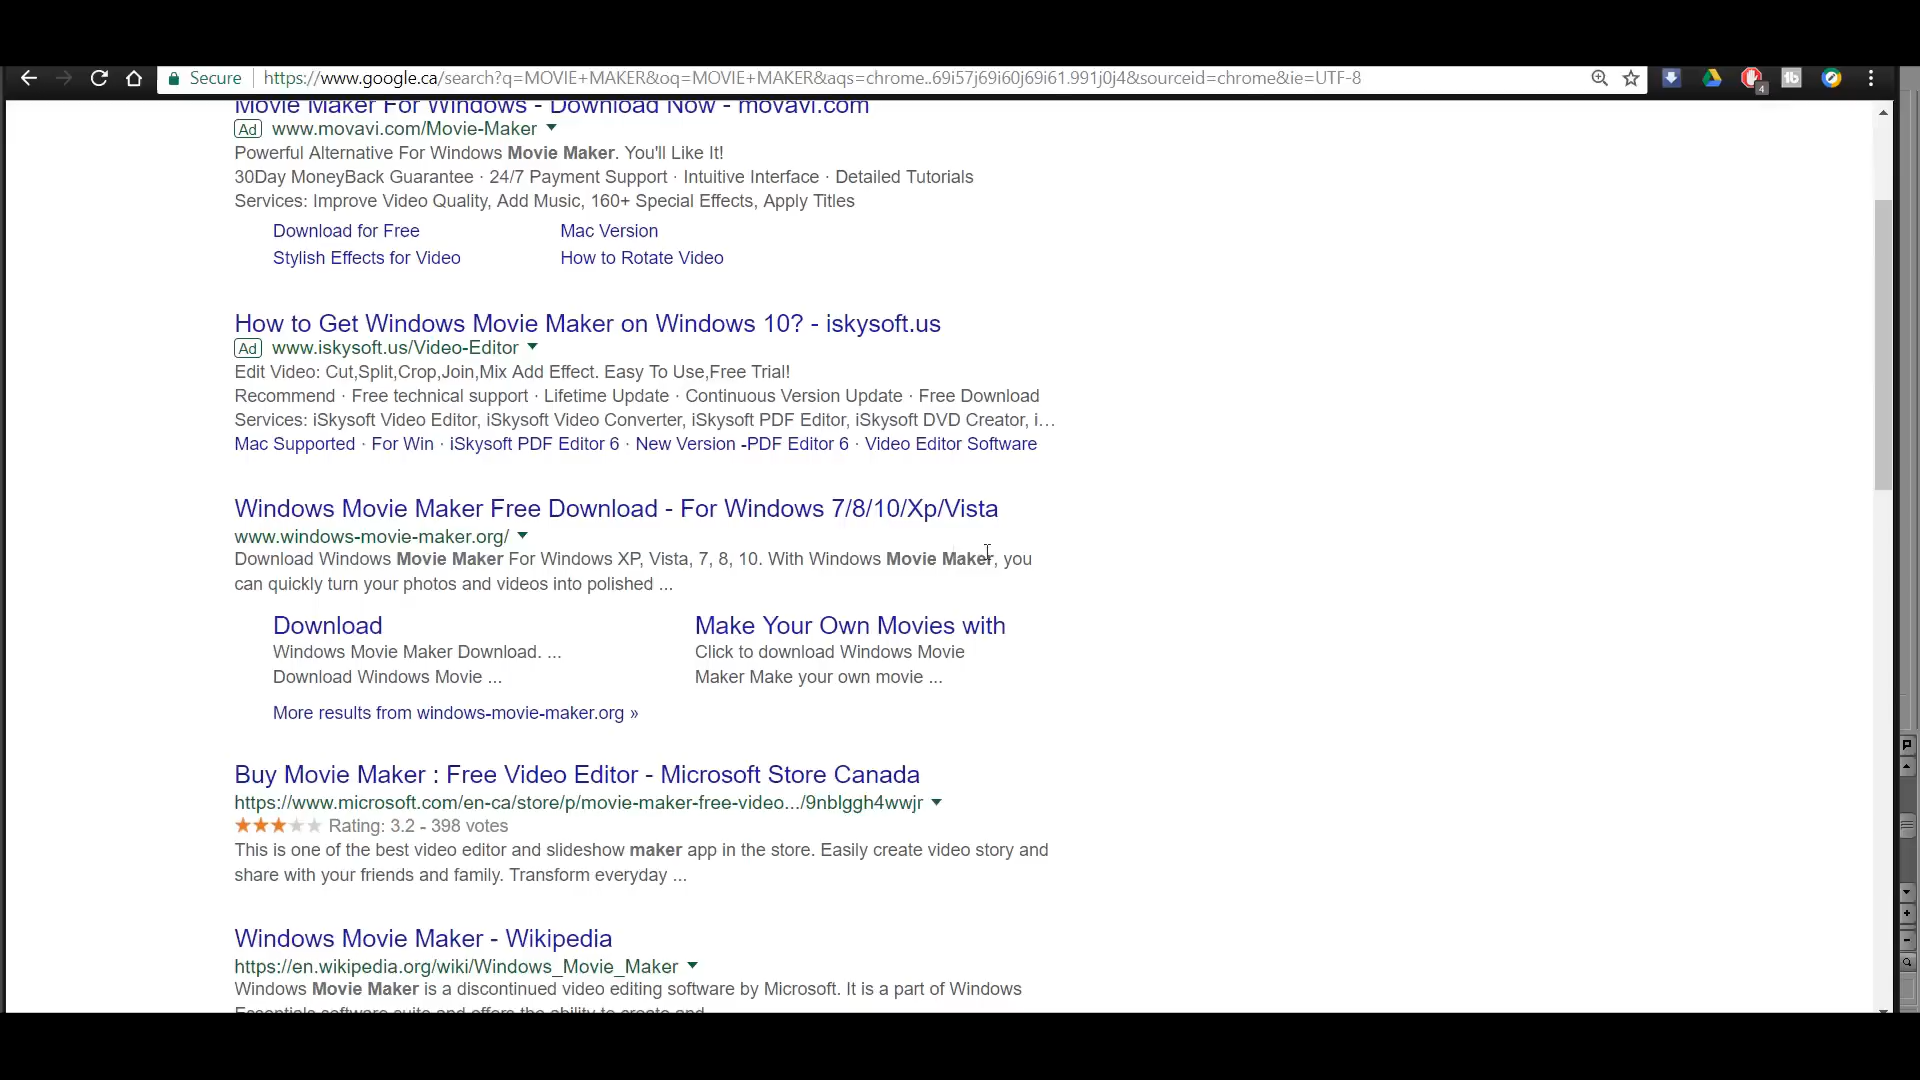 Secure
https://www.google.ca/search?q=MOVIE+MAKER&oq=MOVIE+MAKER&aqs=chrome..69i57j69i60j69i61.991j0j4&sourceid=chrome&ie=UTF-8
4
Movie Maker For Windows - Download Now - movavi.com
Ad www.movavi.com/Movie-Maker
Powerful Alternative For Windows Movie Maker. You'll Like It!
30Day MoneyBack Guarantee · 24/7 Payment Support · Intuitive Interface · Detailed Tutorials
Services: Improve Video Quality, Add Music, 160+ Special Effects, Apply Titles
Download for Free
Mac Version
Stylish Effects for Video
How to Rotate Video
How to Get Windows Movie Maker on Windows 10? - iskysoft.us
Ad www.iskysoft.us/Video-Editor
Edit Video: Cut,Split,Crop,Join,Mix Add Effect. Easy To Use,Free Trial!
Recommend · Free technical support · Lifetime Update · Continuous Version Update · Free Download
Services: iSkysoft Video Editor, iSkysoft Video Converter, iSkysoft PDF Editor, iSkysoft DVD Creator, i…
Mac Supported · For Win · iSkysoft PDF Editor 6 · New Version -PDF Editor 6 · Video Editor Software
Windows Movie Maker Free Download - For Windows 7/8/10/Xp/Vista
www.windows-movie-maker.org/
Download Windows Movie Maker For Windows XP, Vista, 7, 8, 10. With Windows Movie Maker, you
can quickly turn your photos and videos into polished ...
Download
Windows Movie Maker Download. ...
Download Windows Movie ...
Make Your Own Movies with
Click to download Windows Movie
Maker Make your own movie ...
More results from windows-movie-maker.org »
Buy Movie Maker : Free Video Editor - Microsoft Store Canada
https://www.microsoft.com/en-ca/store/p/movie-maker-free-video.../9nblggh4wwjr
Rating: 3.2 - 398 votes
This is one of the best video editor and slideshow maker app in the store. Easily create video story and
share with your friends and family. Transform everyday ...
Windows Movie Maker - Wikipedia
https://en.wikipedia.org/wiki/Windows_Movie_Maker
Windows Movie Maker is a discontinued video editing software by Microsoft. It is a part of Windows
Essentials software suite and offers the ability to create and